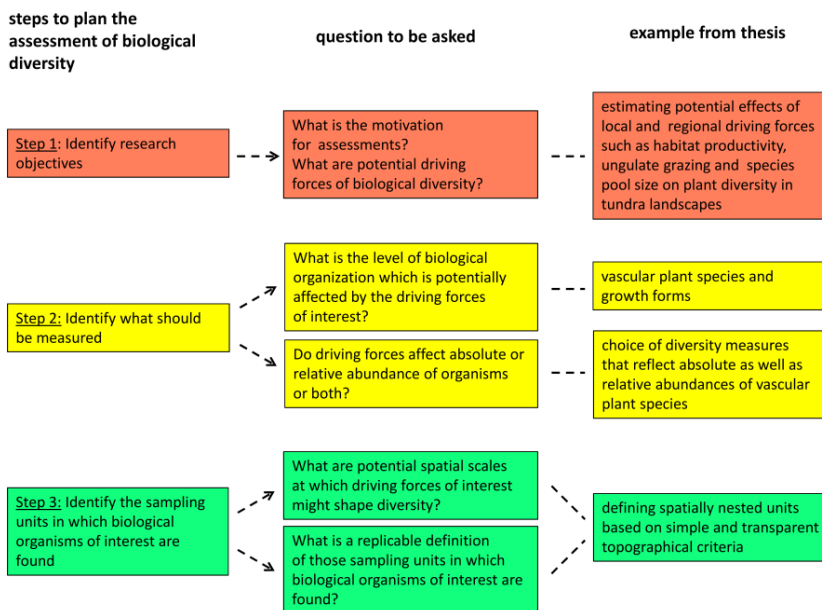 steps to plan the
assessment of biological
diversity
question to be asked
example from thesis
Step 1: Identify research
objectives
What is the motivation
for assessments?
What are potential driving
forces of biological diversity?
estimating potential effects of
local and regional driving forces
such as habitat productivity,
ungulate grazing and species
pool size on plant diversity in
tundra landscapes
Step 2: Identify what should
be measured
What is the level of biological
organization which is potentially
affected by the driving forces
of interest?
vascular plant species and
growth forms
Do driving forces affect absolute or
relative abundance of organisms
or both?
choice of diversity measures
that reflect absolute as well as
relative abundances of vascular
plant species
Step 3: Identify the sampling
units in which biological
organisms of interest are
found
What are potential spatial scales
at which driving forces of interest
might shape diversity?
What is a replicable definition
of those sampling units in which
biological organisms of interest are
found?
defining spatially nested units
based on simple and transparent
topographical criteria